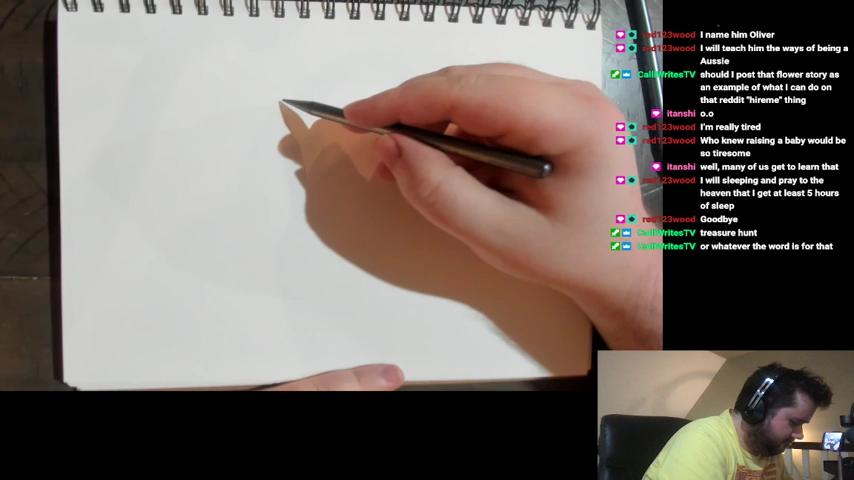 red123wood I name him Oliver
red123wood I will teach him the ways of being a
Aussie
CalliWritesTV should I post that flower story as
an example of what I can do on
that reddit "hireme" thing
itanshi o.o
red123wood I'm really tired
red123wood Who knew raising a baby would be
so tiresome
itanshi well, many of us get to learn that
red123wood I will sleeping and pray to the
heaven that I get at least 5 hours
of sleep
red123wood Goodbye
CalliWritesTV treasure hunt
CalliWritesTV or whatever the word is for that